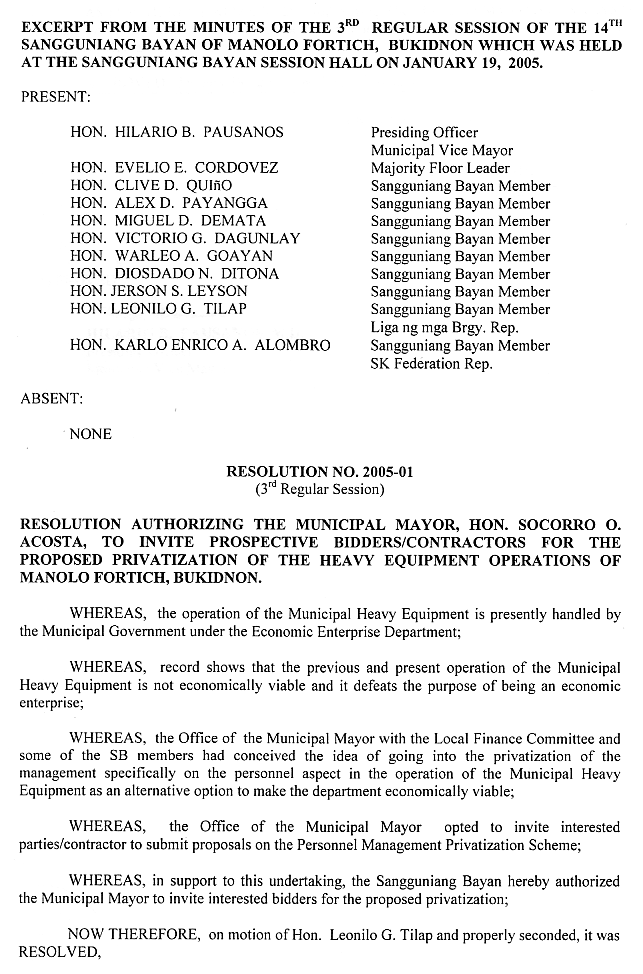 EXCERPT FROM THE MINUTES OF THE 3RD REGULAR SESSION OF THE 14TH
SANGGUNIANG BAYAN OF MANOLO FORTICH, BUKIDNON WHICH WAS HELD
AT THE SANGGUNIANG BAYAN SESSION HALL ON JANUARY 19, 2005.
PRESENT:
HON. HILARIO B. PAUSANOS Presiding Officer
Municipal Vice Mayor
HON. EVELIO E. CORDOVEZ Majority Floor Leader
HON. CLIVE D. QUIñO Sangguniang Bayan Member
HON. ALEX D. PAYANGGA Sangguniang Bayan Member
HON. MIGUEL D. DEMATA Sangguniang Bayan Member
HON. VICTORIO G. DAGUNLAY Sangguniang Bayan Member
HON. WARLEO A. GOAYAN Sangguniang Bayan Member
HON. DIOSDADO N. DITONA Sangguniang Bayan Member
HON. JERSON S. LEYSON Sangguniang Bayan Member
HON. LEONILO G. TILAP Sangguniang Bayan Member
Liga ng mga Brgy. Rep.
HON. KARLO ENRICO A. ALOMBRO Sangguniang Bayan Member
SK Federation Rep.
ABSENT:
NONE
RESOLUTION NO. 2005-01
(3rd Regular Session)
RESOLUTION AUTHORIZING THE MUNICIPAL MAYOR, HON. SOCORRO O.
ACOSTA, TO INVITE PROSPECTIVE BIDDERS/CONTRACTORS FOR THE
PROPOSED PRIVATIZATION OF THE HEAVY EQUIPMENT OPERATIONS OF
MANOLO FORTICH, BUKIDNON.
WHEREAS, the operation of the Municipal Heavy Equipment is presently handled by
the Municipal Government under the Economic Enterprise Department;
WHEREAS, record shows that the previous and present operation of the Municipal
Heavy Equipment is not economically viable and it defeats the purpose of being an economic
enterprise;
WHEREAS, the Office of the Municipal Mayor with the Local Finance Committee and
some of the SB members had conceived the idea of going into the privatization of the
management specifically on the personnel aspect in the operation of the Municipal Heavy
Equipment as an alternative option to make the department economically viable;
WHEREAS, the Office of the Municipal Mayor opted to invite interested
parties/contractor to submit proposals on the Personnel Management Privatization Scheme;
WHEREAS, in support to this undertaking, the Sangguniang Bayan hereby authorized
the Municipal Mayor to invite interested bidders for the proposed privatization;
NOW THEREFORE, on motion of Hon. Leonilo G. Tilap and properly seconded, it was
RESOLVED,